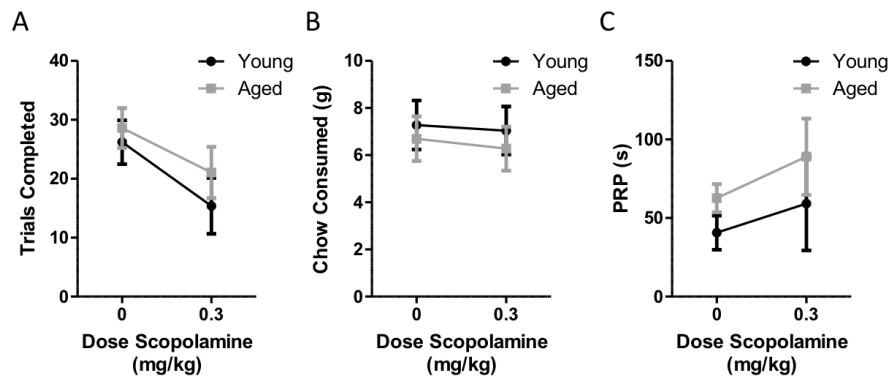 A
40
30
20
10
0
Trials Completed
Young
Aged
0
0.3
Dose Scopolamine
(mg/kg)
B
10
8
6
4
2
0
Chow Consumed (g)
Young
Aged
0
0.3
Dose Scopolamine
(mg/kg)
C
150
100
50
0
PRP (s)
Young
Aged
0
0.3
Dose Scopolamine
(mg/kg)